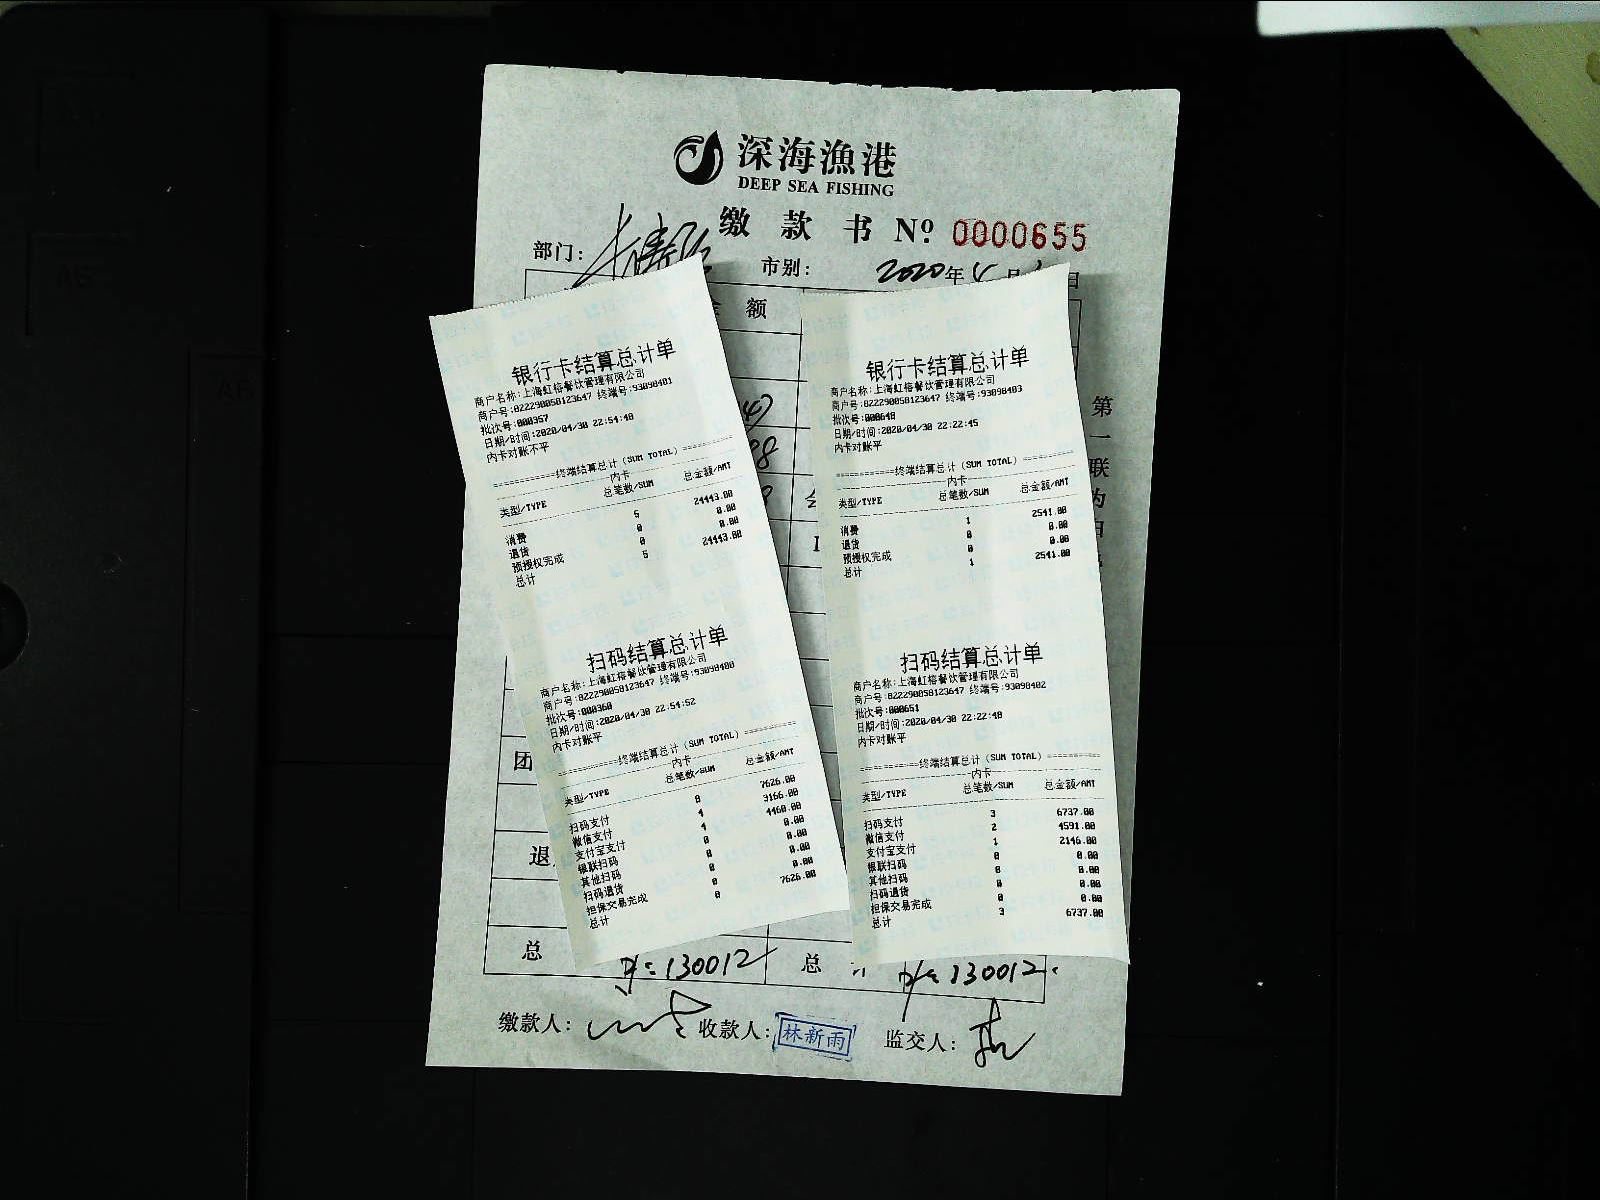 深海漁港
DEEP SEA FISHING
缴款书 No. 0000655
部门:
市别:
2020年
额
第一联为
银行卡结算总计单
商户名称:上海虹榕餐饮管理有限公司
商户号:822290058123647 终端号:93098401
批次号:000367
日期/时间:2020/04/30 22:54:48
内卡对账不平
============终端结算总计(SUM TOTAL)============
内卡
类型/TYPE 总笔数/SUM 总金额/AMT
消费 5 24443.00
退货 0 0.00
预授权完成 0 0.00
总计 5 24443.00
扫码结算总计单
商户名称:上海虹榕餐饮管理有限公司
商户号:822290058123647 终端号:93098400
批次号:000360
日期/时间:2020/04/30 22:54:52
内卡对账平
============终端结算总计(SUM TOTAL)============
内卡
类型/TYPE 总笔数/SUM 总金额/AMT
扫码支付 8 7626.00
微信支付 4 3166.00
支付宝支付 4 4460.00
银联扫码 0 0.00
其他扫码 0 0.00
扫码退货 0 0.00
担保交易完成 0 0.00
总计 8 7626.00
银行卡结算总计单
商户名称:上海虹榕餐饮管理有限公司
商户号:822290058123647 终端号:93098403
批次号:000648
日期/时间:2020/04/30 22:22:45
内卡对账平
============终端结算总计(SUM TOTAL)============
内卡
类型/TYPE 总笔数/SUM 总金额/AMT
消费 1 2541.00
退货 0 0.00
预授权完成 0 0.00
总计 1 2541.00
扫码结算总计单
商户名称:上海虹榕餐饮管理有限公司
商户号:822290058123647 终端号:93098402
批次号:000651
日期/时间:2020/04/30 22:22:48
内卡对账平
============终端结算总计(SUM TOTAL)============
内卡
类型/TYPE 总笔数/SUM 总金额/AMT
扫码支付 3 6737.00
微信支付 2 4591.00
支付宝支付 1 2146.00
银联扫码 0 0.00
其他扫码 0 0.00
扫码退货 0 0.00
担保交易完成 0 0.00
总计 3 6737.00
团
退
总 130012 总计 130012
缴款人: 收款人:林新雨 监交人: